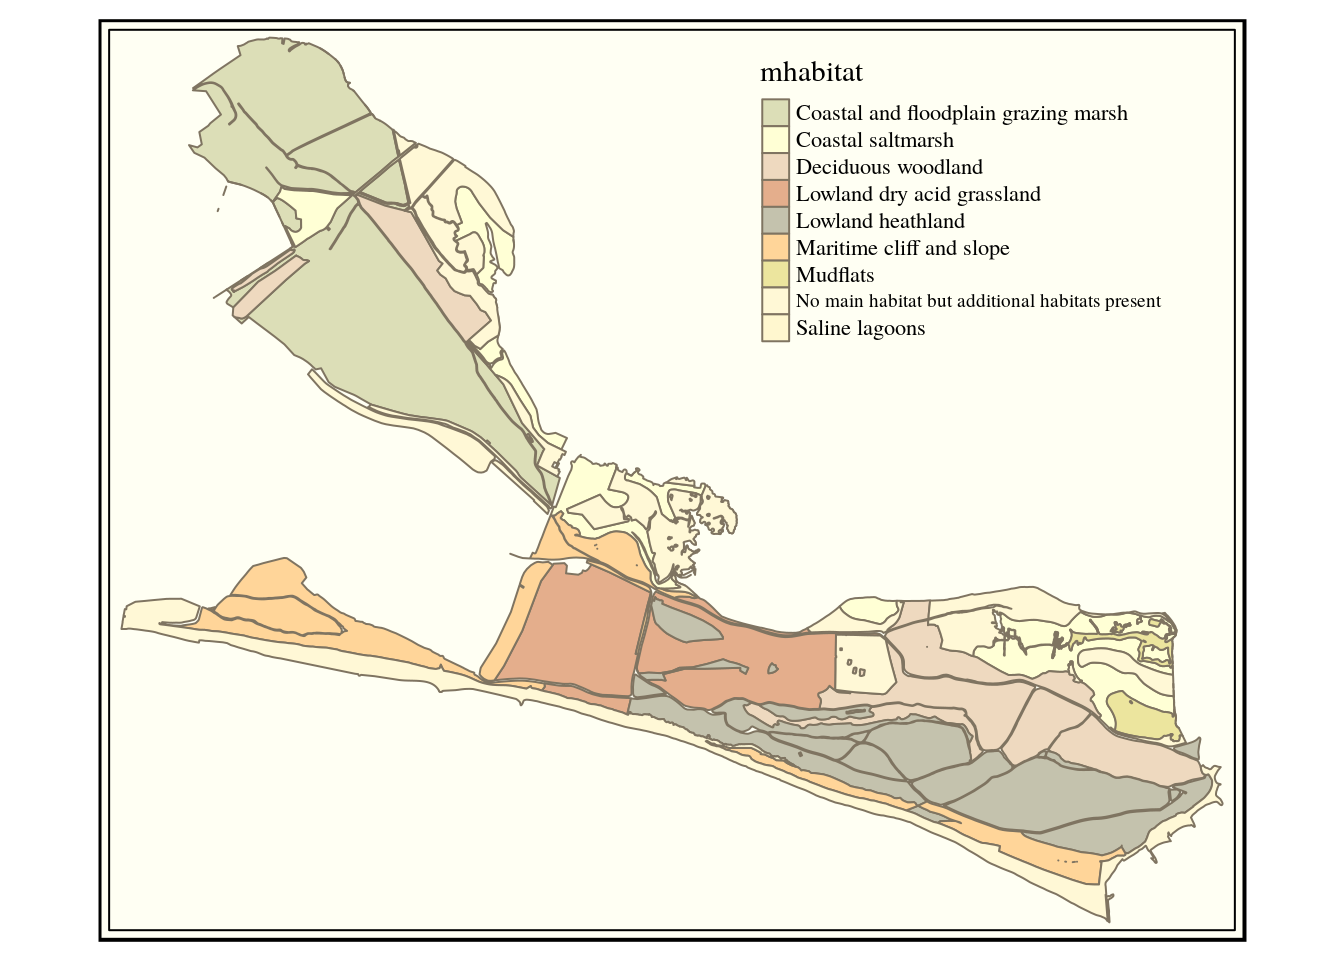 mhabitat
Coastal and floodplain grazing marsh
Coastal saltmarsh
Deciduous woodland
Lowland dry acid grassland
Lowland heathland
Maritime cliff and slope
Mudflats
No main habitat but additional habitats present
Saline lagoons